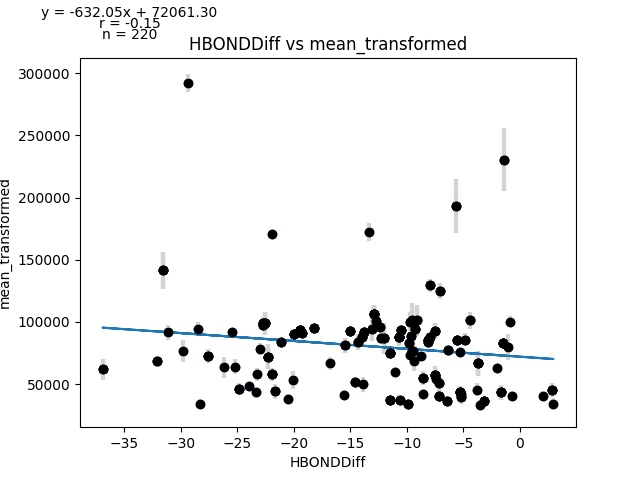 y = -632.05x + 72061.30
r = -0.15
n = 220
HBONDDiff vs mean_transformed
300000
250000
200000
150000
100000
50000
mean_transformed
−35
−30
−25
−20
−15
−10
−5
0
HBONDDiff